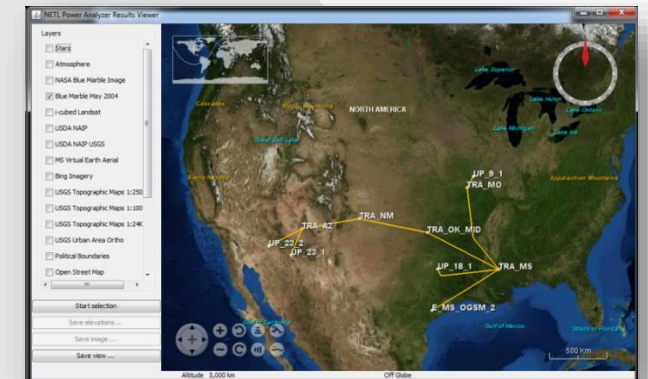 NETL Power Analyzer Results Viewer
Layers
Stars
Atmosphere
NASA Blue Marble Image
Blue Marble May 2004
i-cubed Landsat
USDA NAIP
USDA NAIP USGS
MS Virtual Earth Aerial
Bing Imagery
USGS Topographic Maps 1:250
USGS Topographic Maps 1:100
USGS Topographic Maps 1:24K
USGS Urban Area Ortho
Political Boundaries
Open Street Map
Start selection
Save elevations ...
Save image ...
Save view ...
Lake Superior
Cascades
Rocky Mountains
NORTH AMERICA
Lake Huron
Lake Ontario
Great Salt Lake
Lake Michigan
Lake Erie
Sierra Nevada
UP_9_1
TRA_MO
Appalachian Mountains
TRA_NM
TRA_AZ
TRA_OK_MID
UP_23_2
UP_23_1
UP_18_1
TRA_MS
E_MS_OGSM_2
Gulf of Mexico
Straits of Florida
500 Km
Altitude 5,000 km
Off Globe